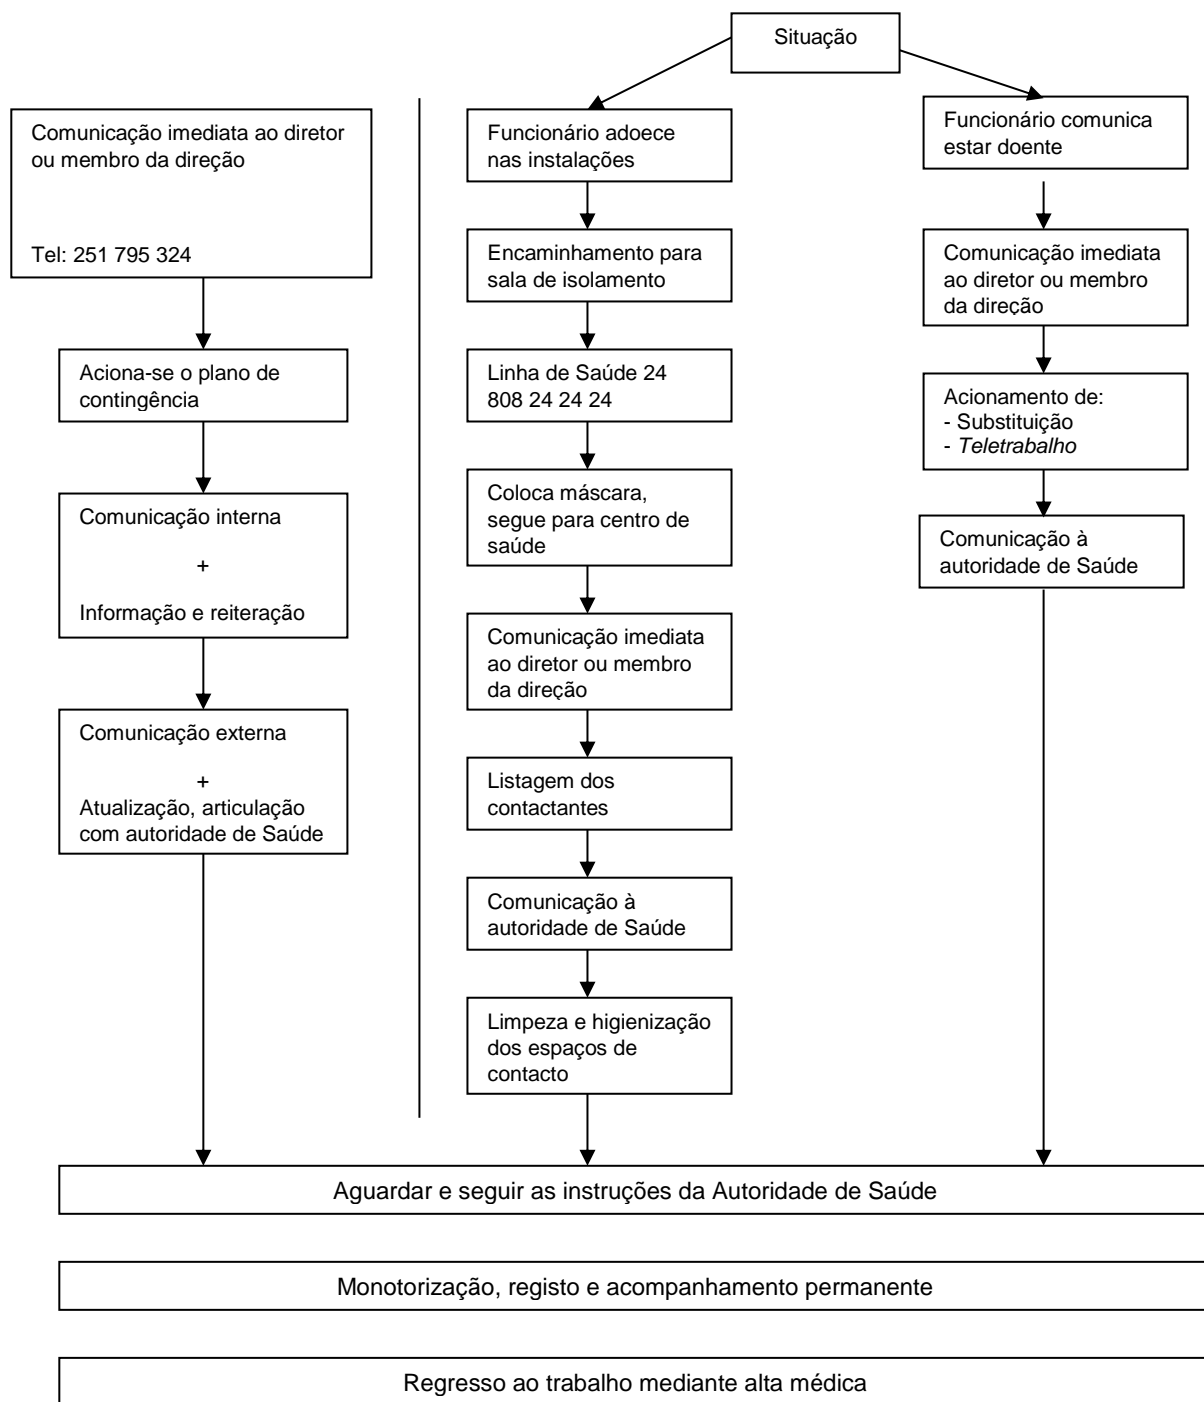 Situação
Comunicação imediata ao diretor
ou membro da direção
Tel: 251 795 324
Aciona-se o plano de
contingência
Comunicação interna
+
Informação e reiteração
Comunicação externa
+
Atualização, articulação
com autoridade de Saúde
Funcionário adoece
nas instalações
Encaminhamento para
sala de isolamento
Linha de Saúde 24
808 24 24 24
Coloca máscara,
segue para centro de
saúde
Comunicação imediata
ao diretor ou membro
da direção
Listagem dos
contactantes
Comunicação à
autoridade de Saúde
Limpeza e higienização
dos espaços de
contacto
Funcionário comunica
estar doente
Comunicação imediata
ao diretor ou membro
da direção
Acionamento de:
- Substituição
- Teletrabalho
Comunicação à
autoridade de Saúde
Aguardar e seguir as instruções da Autoridade de Saúde
Monotorização, registo e acompanhamento permanente
Regresso ao trabalho mediante alta médica